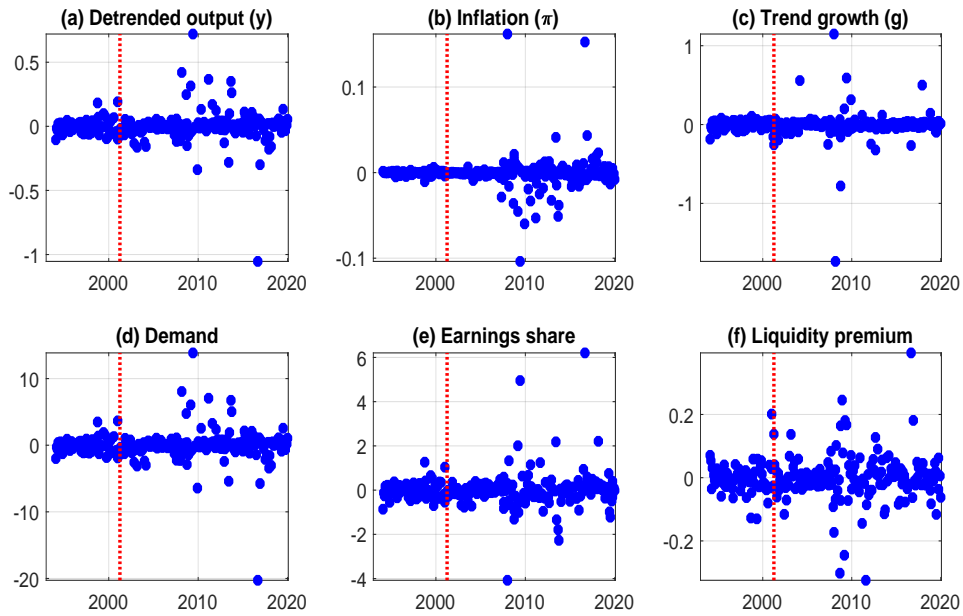 (a) Detrended output (y)
0.5
0
-0.5
-1
2000 2010 2020
(b) Inflation (π)
0.1
0
-0.1
2000 2010 2020
(c) Trend growth (g)
1
0
-1
2000 2010 2020
(d) Demand
10
0
-10
-20
2000 2010 2020
(e) Earnings share
6
4
2
0
-2
-4
2000 2010 2020
(f) Liquidity premium
0.2
0
-0.2
2000 2010 2020